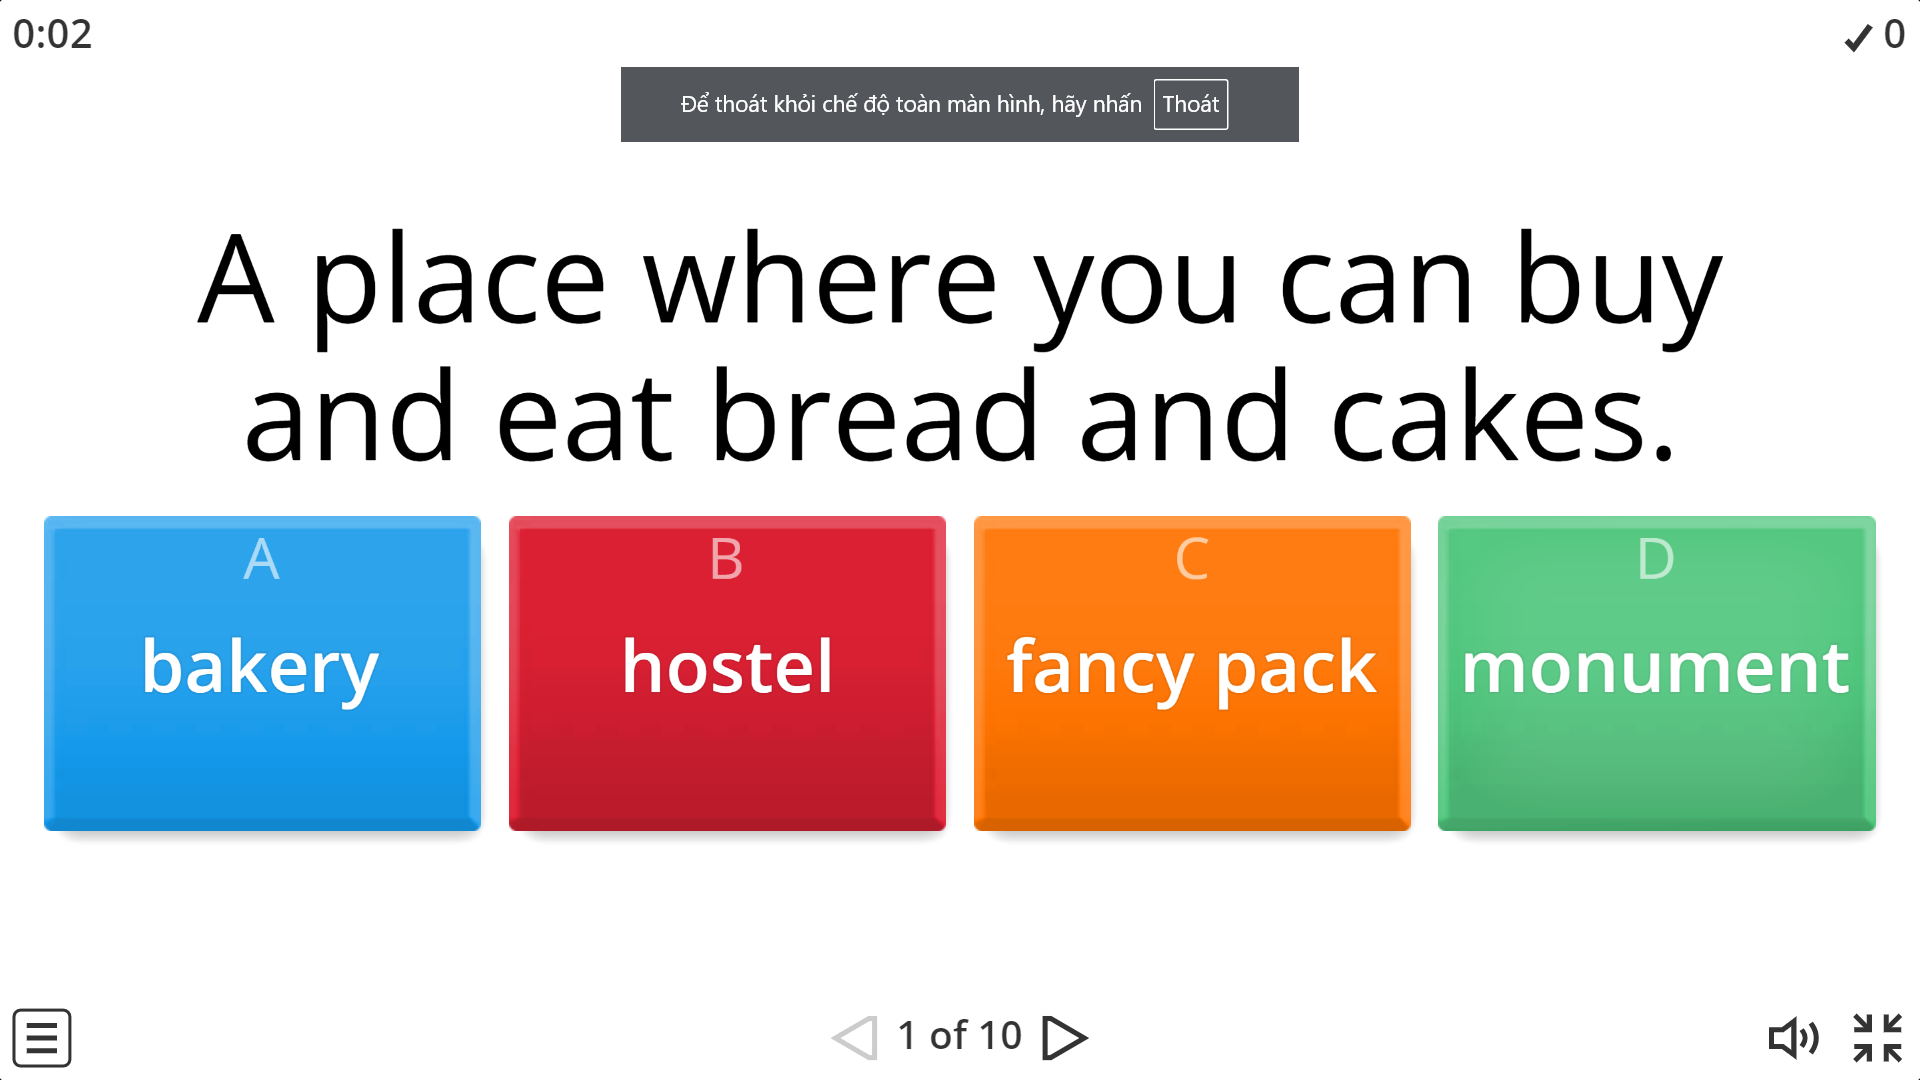 0:02
0
Để thoát khỏi chế độ toàn màn hình, hãy nhấn Thoát
A place where you can buy
and eat bread and cakes.
A
bakery
B
hostel
C
fancy pack
D
monument
1 of 10